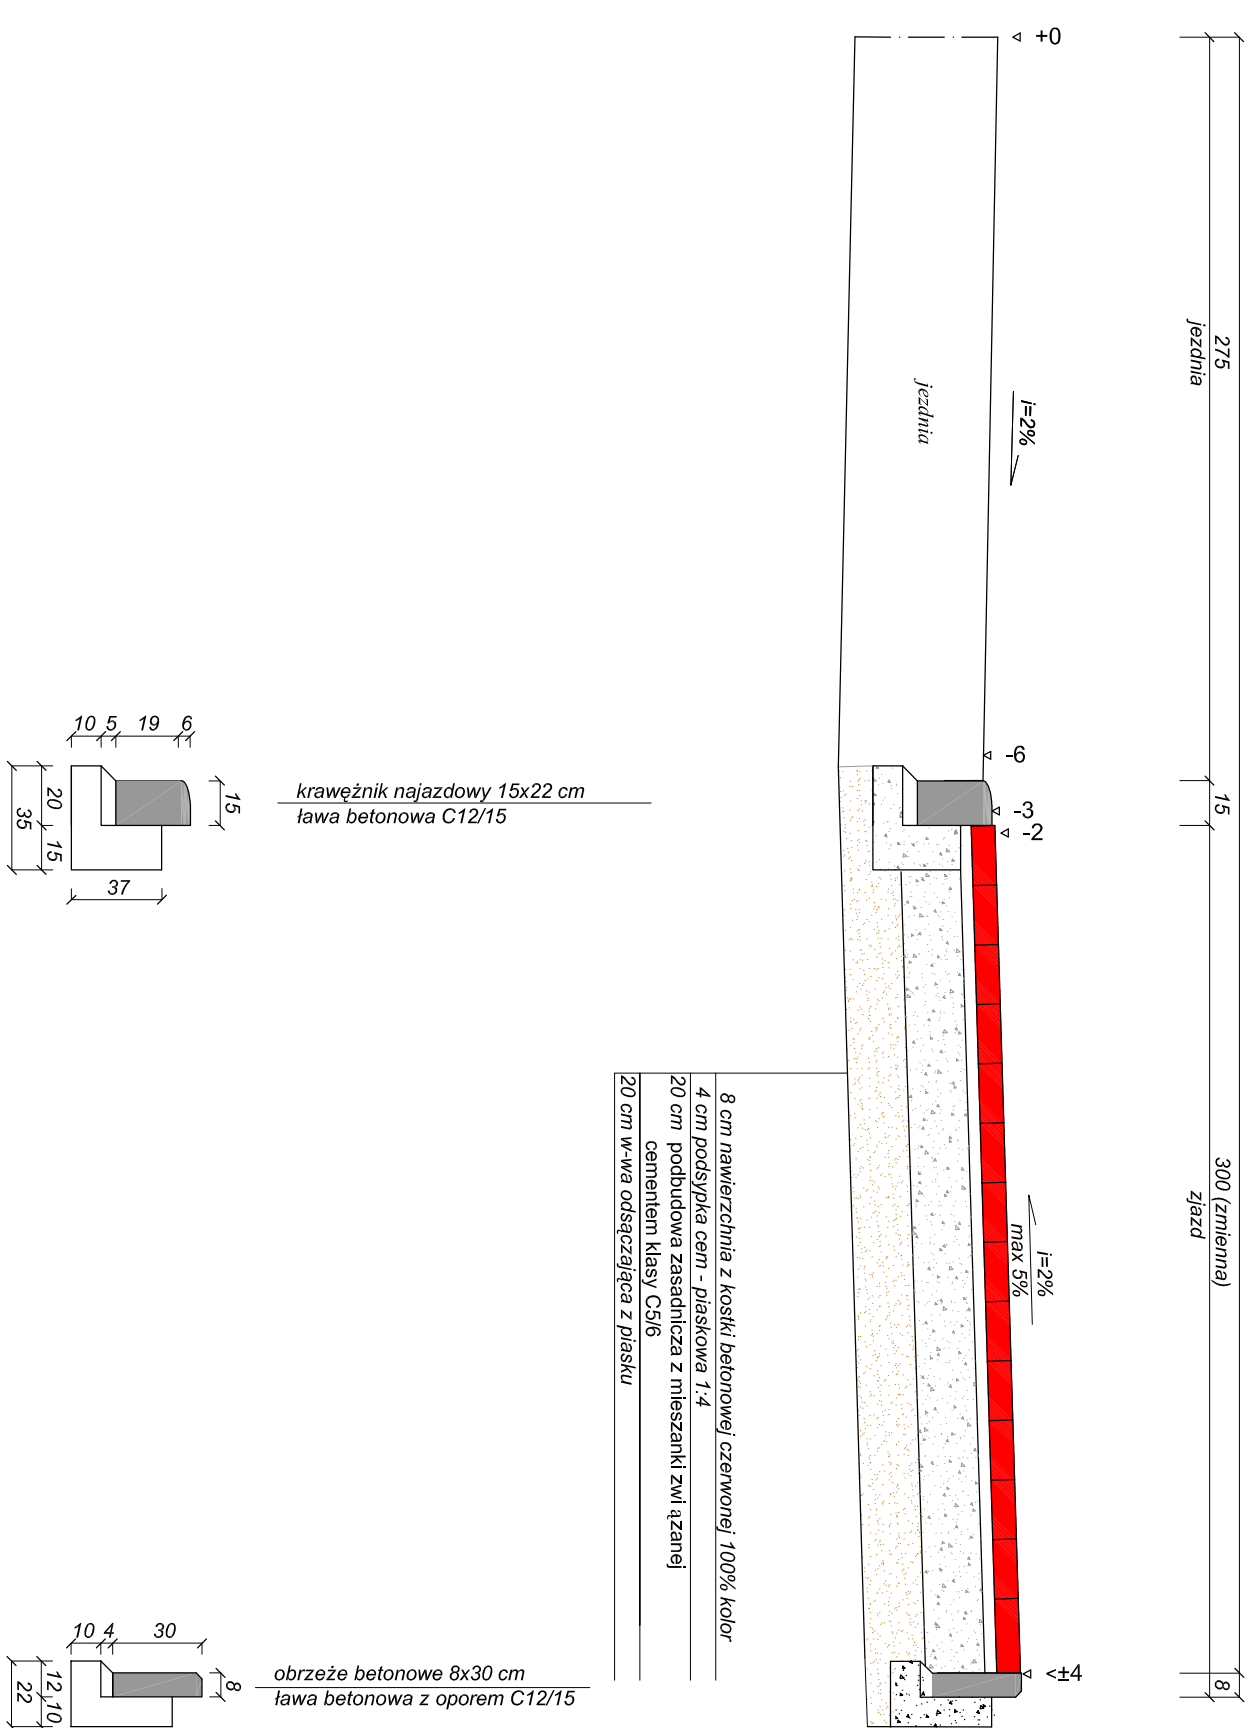 +0
275
jezdnia
jezdnia
i=2%
-6
-3
-2
15
10 5 19 6
20
15
35
15
37
krawężnik najazdowy 15x22 cm
ława betonowa C12/15
300 (zmienna)
zjazd
i=2%
max 5%
8 cm nawierzchnia z kostki betonowej czerwonej 100% kolor
4 cm podsypka cem - piaskowa 1:4
20 cm podbudowa zasadnicza z mieszanki związanej
cementem klasy C5/6
20 cm w-wa odsączająca z piasku
<±4
8
10 4 30
12
10
22
8
obrzeże betonowe 8x30 cm
ława betonowa z oporem C12/15